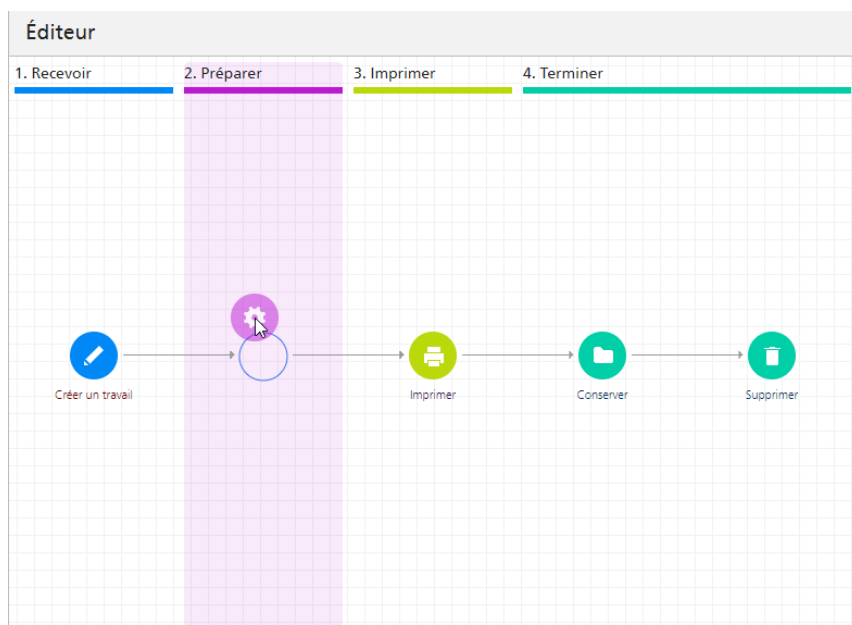 Éditeur
1. Recevoir
2. Préparer
3. Imprimer
4. Terminer
Créer un travail
Imprimer
Conserver
Supprimer